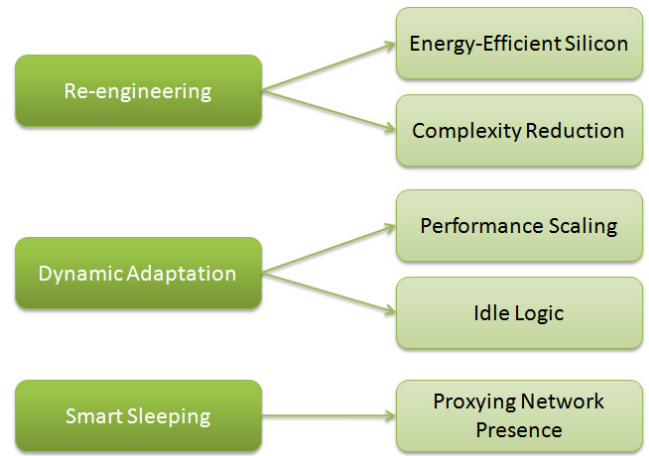 Re-engineering
Energy-Efficient Silicon
Complexity Reduction
Dynamic Adaptation
Performance Scaling
Idle Logic
Smart Sleeping
Proxying Network
Presence